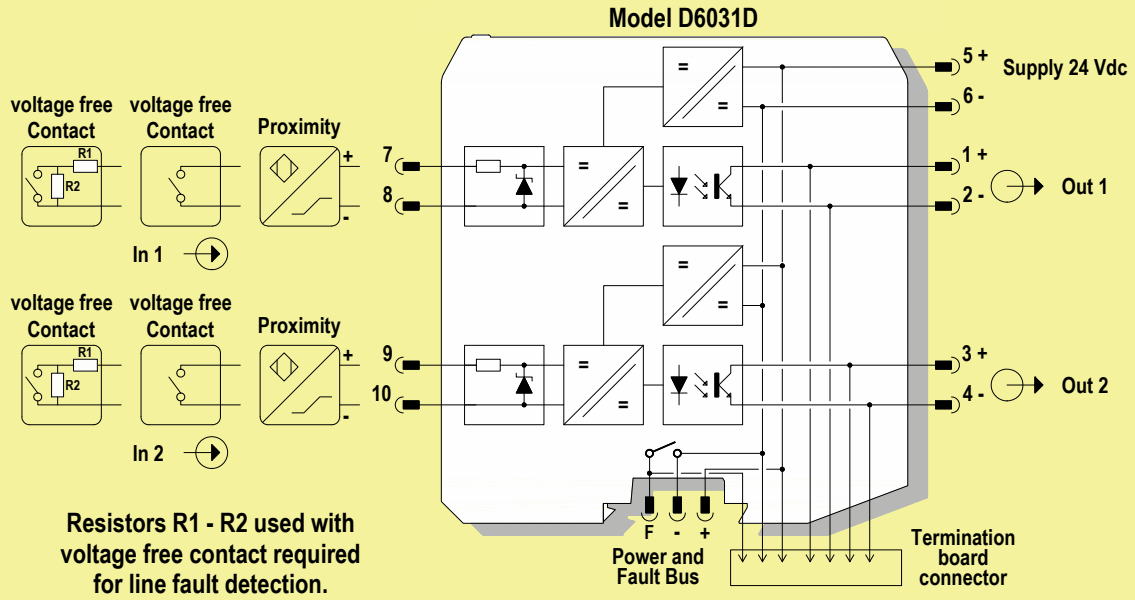 Model D6031D
5 +
Supply 24 Vdc
6 -
=
=
voltage free
Contact
voltage free
Contact
Proximity
R1
R2
+
-
7
8
=
=
1 +
2 -
Out 1
In 1
=
=
voltage free
Contact
voltage free
Contact
Proximity
R1
R2
+
-
9
10
=
=
3 +
4 -
Out 2
In 2
Resistors R1 - R2 used with
voltage free contact required
for line fault detection.
F - +
Power and
Fault Bus
Termination
board
connector